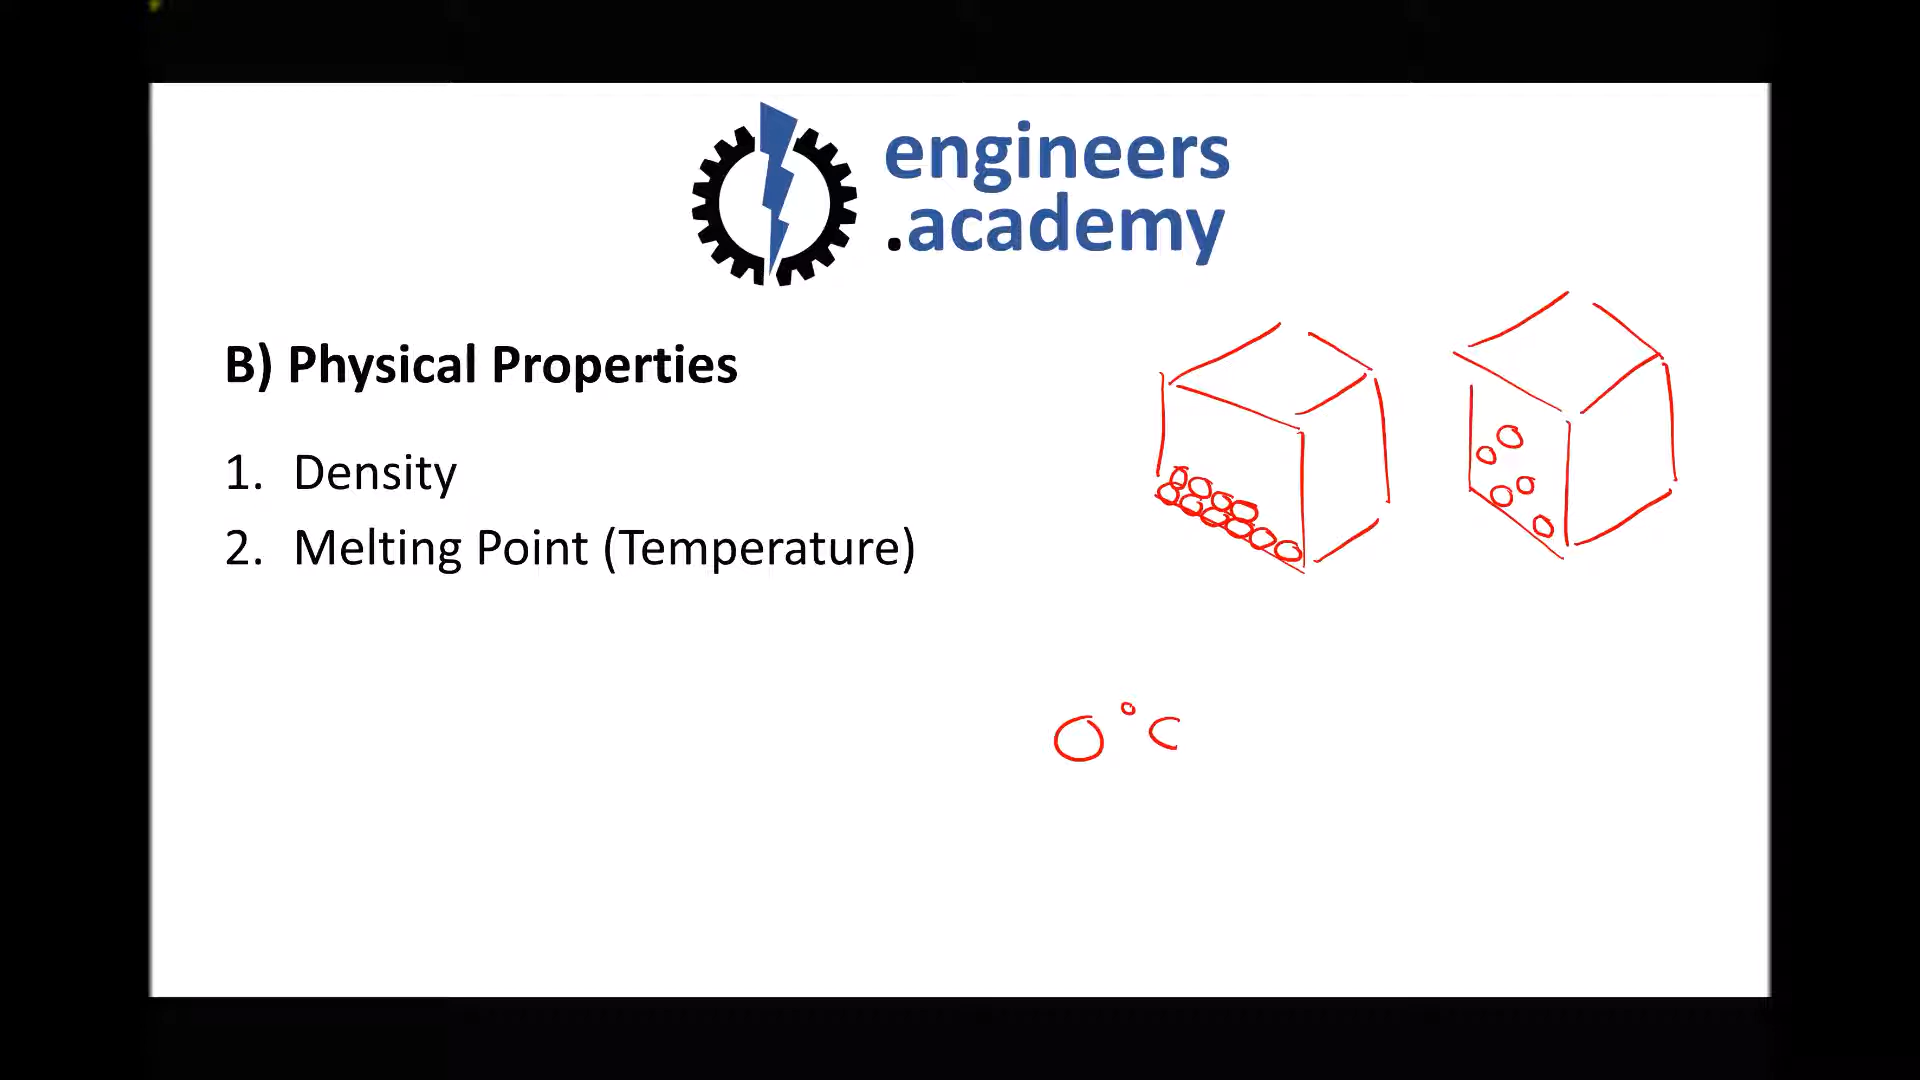 engineers
.academy
B) Physical Properties
1. Density
2. Melting Point (Temperature)
0°C